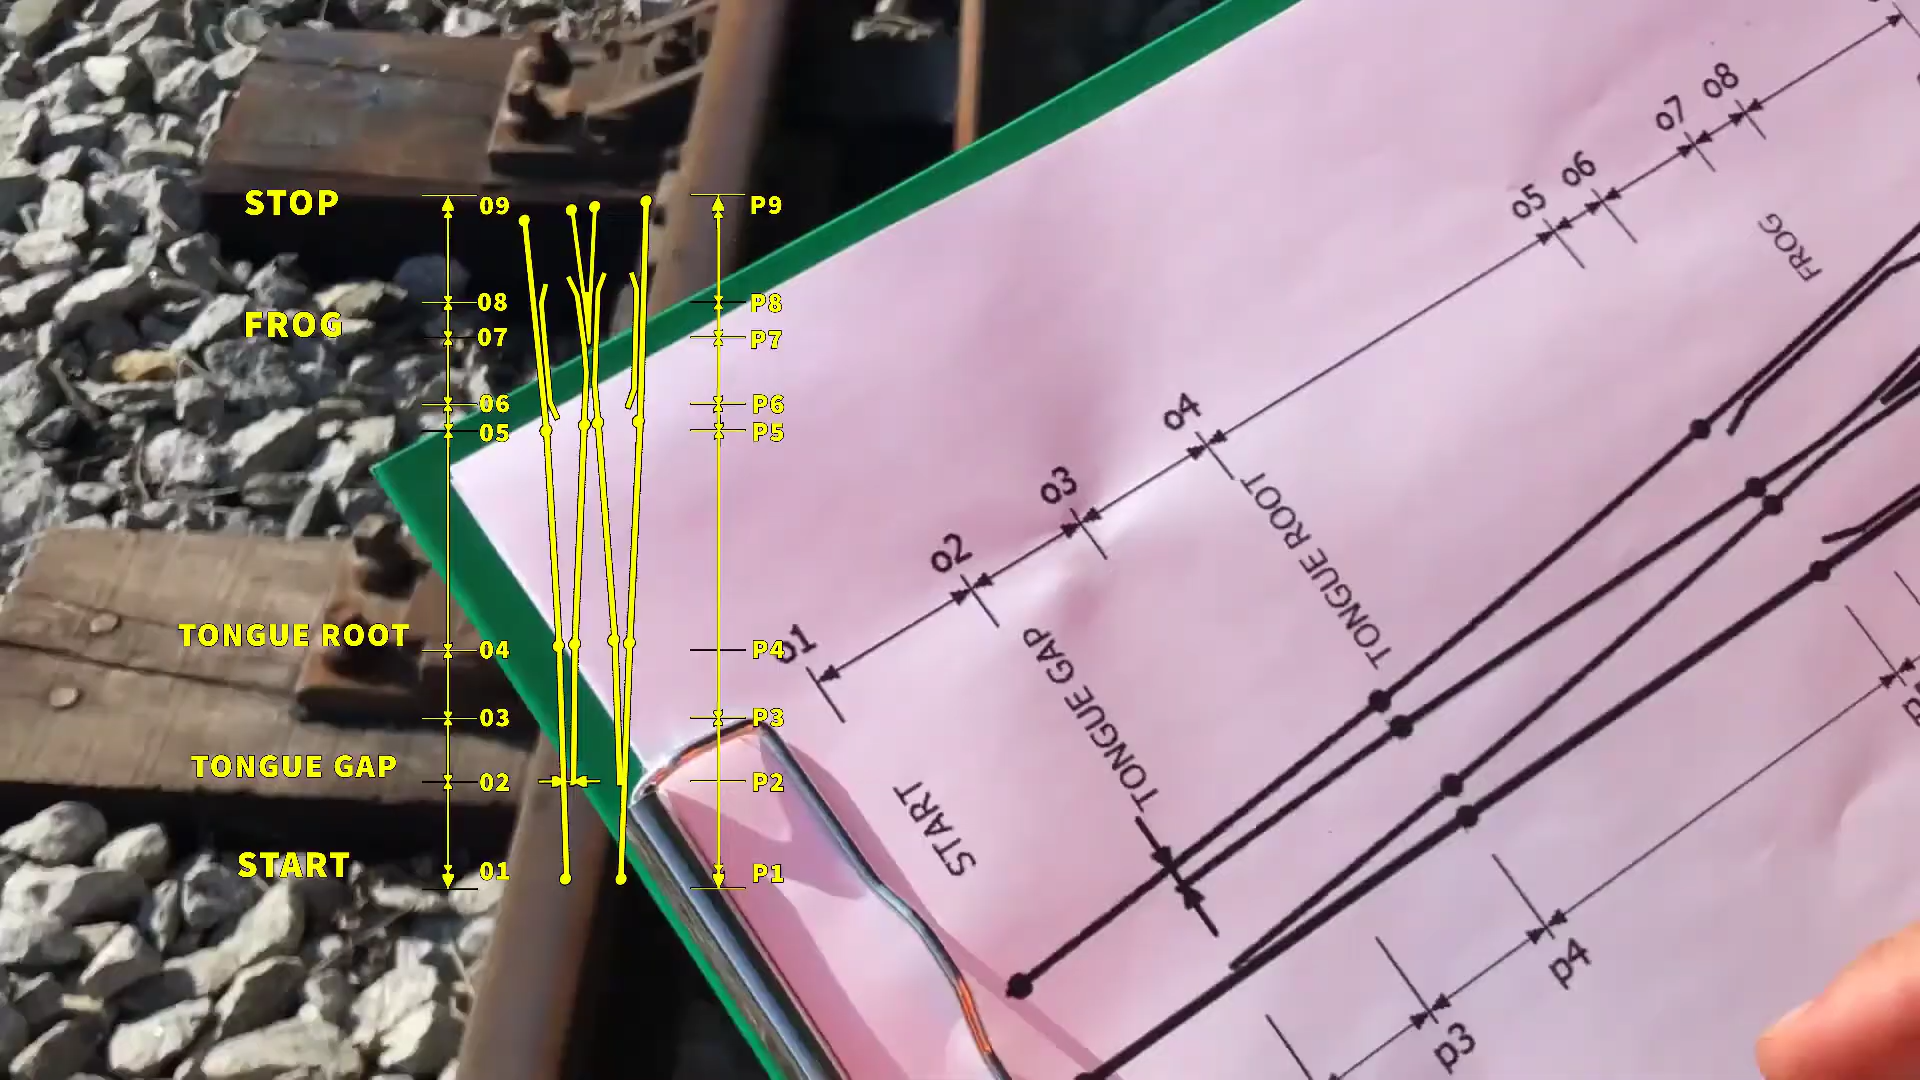 STOP
FROG
TONGUE ROOT
TONGUE GAP
START
09
08
07
06
05
04
03
02
01
P9
P8
P7
P6
P5
P4
P3
P2
P1
o8
o7
o6
o5
o4
o3
o2
o1
FROG
TONGUE ROOT
TONGUE GAP
START
p4
p3